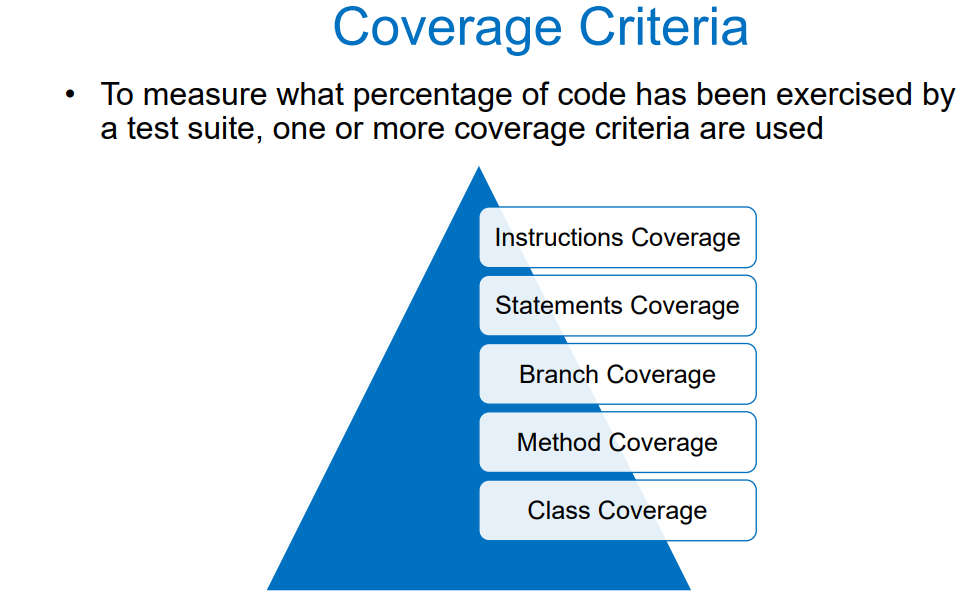 Coverage Criteria
• To measure what percentage of code has been exercised by
a test suite, one or more coverage criteria are used
Instructions Coverage
Statements Coverage
Branch Coverage
Method Coverage
Class Coverage